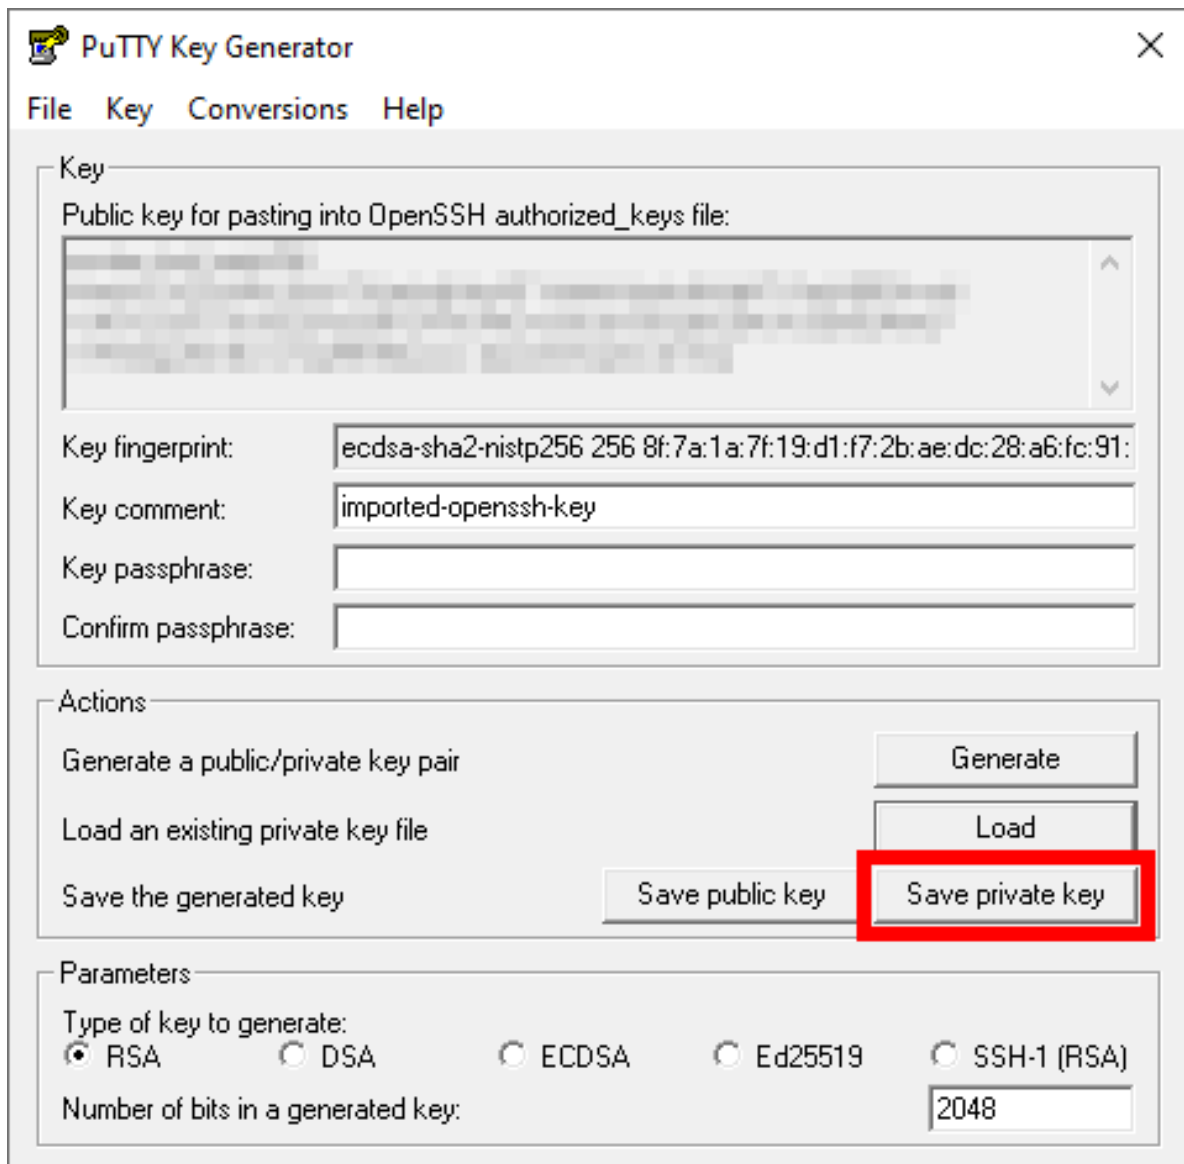 PuTTY Key Generator
File Key Conversions Help
Key
Public key for pasting into OpenSSH authorized_keys file:
Key fingerprint: ecdsa-sha2-nistp256 256 8f:7a:1a:7f:19:d1:f7:2b:ae:dc:28:a6:fc:91:
Key comment: imported-openssh-key
Key passphrase:
Confirm passphrase:
Actions
Generate a public/private key pair Generate
Load an existing private key file Load
Save the generated key Save public key Save private key
Parameters
Type of key to generate:
RSA DSA ECDSA Ed25519 SSH-1 (RSA)
Number of bits in a generated key: 2048